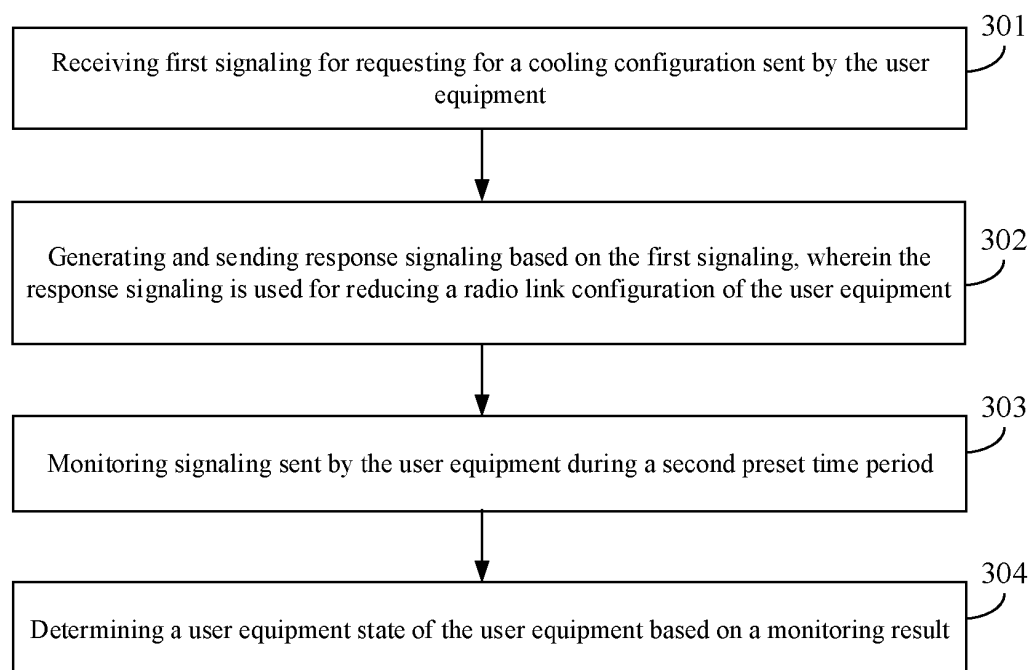 301
Receiving first signaling for requesting for a cooling configuration sent by the user
equipment
302
Generating and sending response signaling based on the first signaling, wherein the
response signaling is used for reducing a radio link configuration of the user equipment
303
Monitoring signaling sent by the user equipment during a second preset time period
304
Determining a user equipment state of the user equipment based on a monitoring result